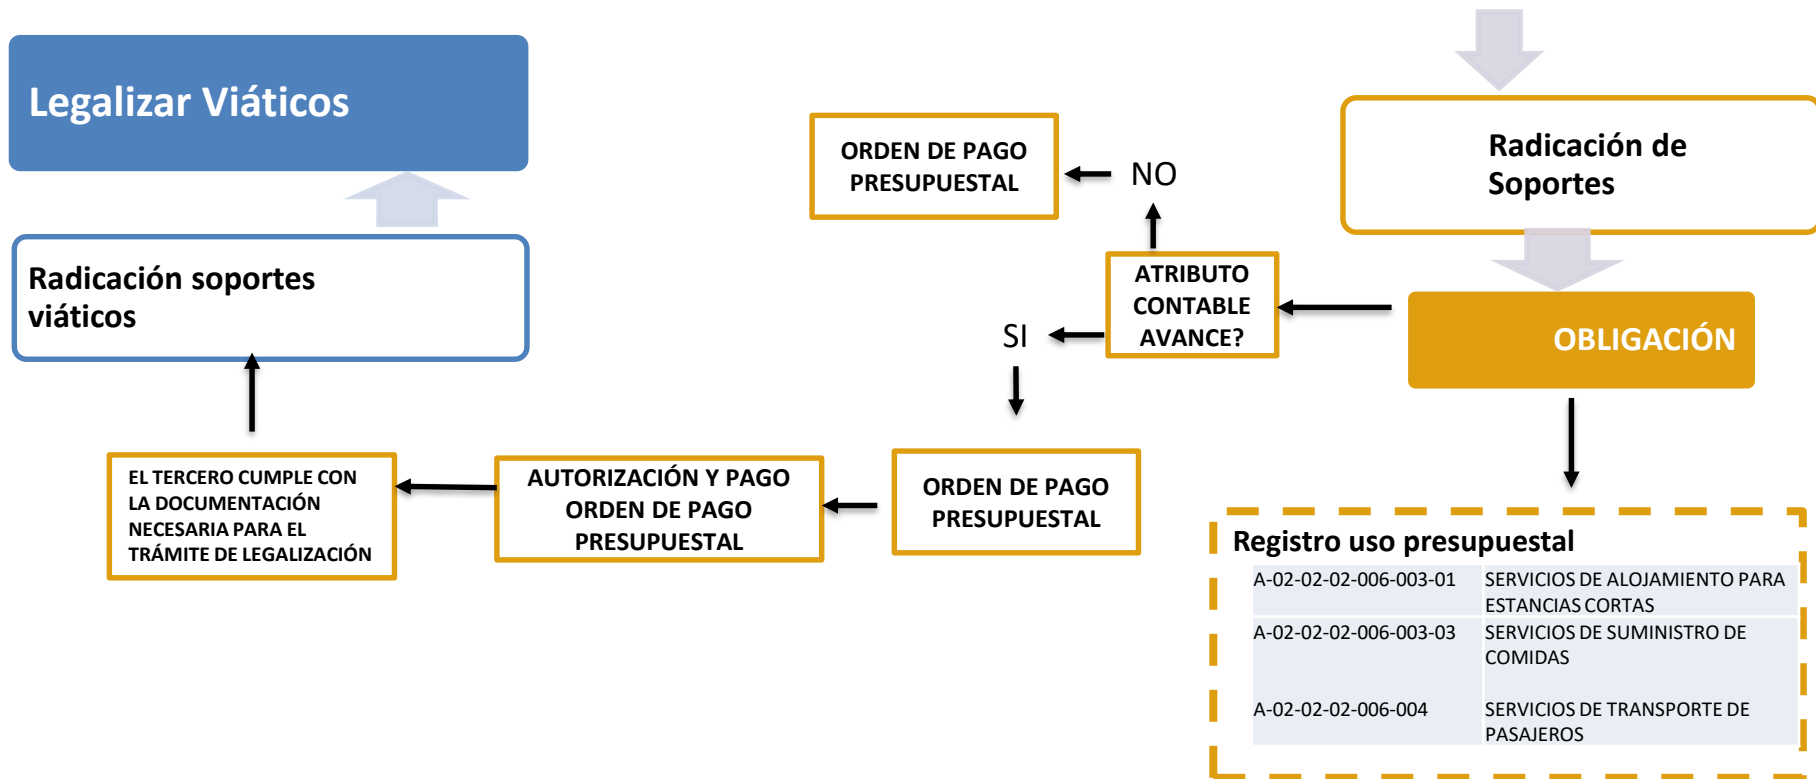 Legalizar Viáticos
Radicación soportes
viáticos
EL TERCERO CUMPLE CON
LA DOCUMENTACIÓN
NECESARIA PARA EL
TRÁMITE DE LEGALIZACIÓN
AUTORIZACIÓN Y PAGO
ORDEN DE PAGO
PRESUPUESTAL
ORDEN DE PAGO
PRESUPUESTAL
NO
SI
ORDEN DE PAGO
PRESUPUESTAL
ATRIBUTO
CONTABLE
AVANCE?
Radicación de
Soportes
OBLIGACIÓN
Registro uso presupuestal
A-02-02-02-006-003-01 SERVICIOS DE ALOJAMIENTO PARA
ESTANCIAS CORTAS
A-02-02-02-006-003-03 SERVICIOS DE SUMINISTRO DE
COMIDAS
A-02-02-02-006-004 SERVICIOS DE TRANSPORTE DE
PASAJEROS